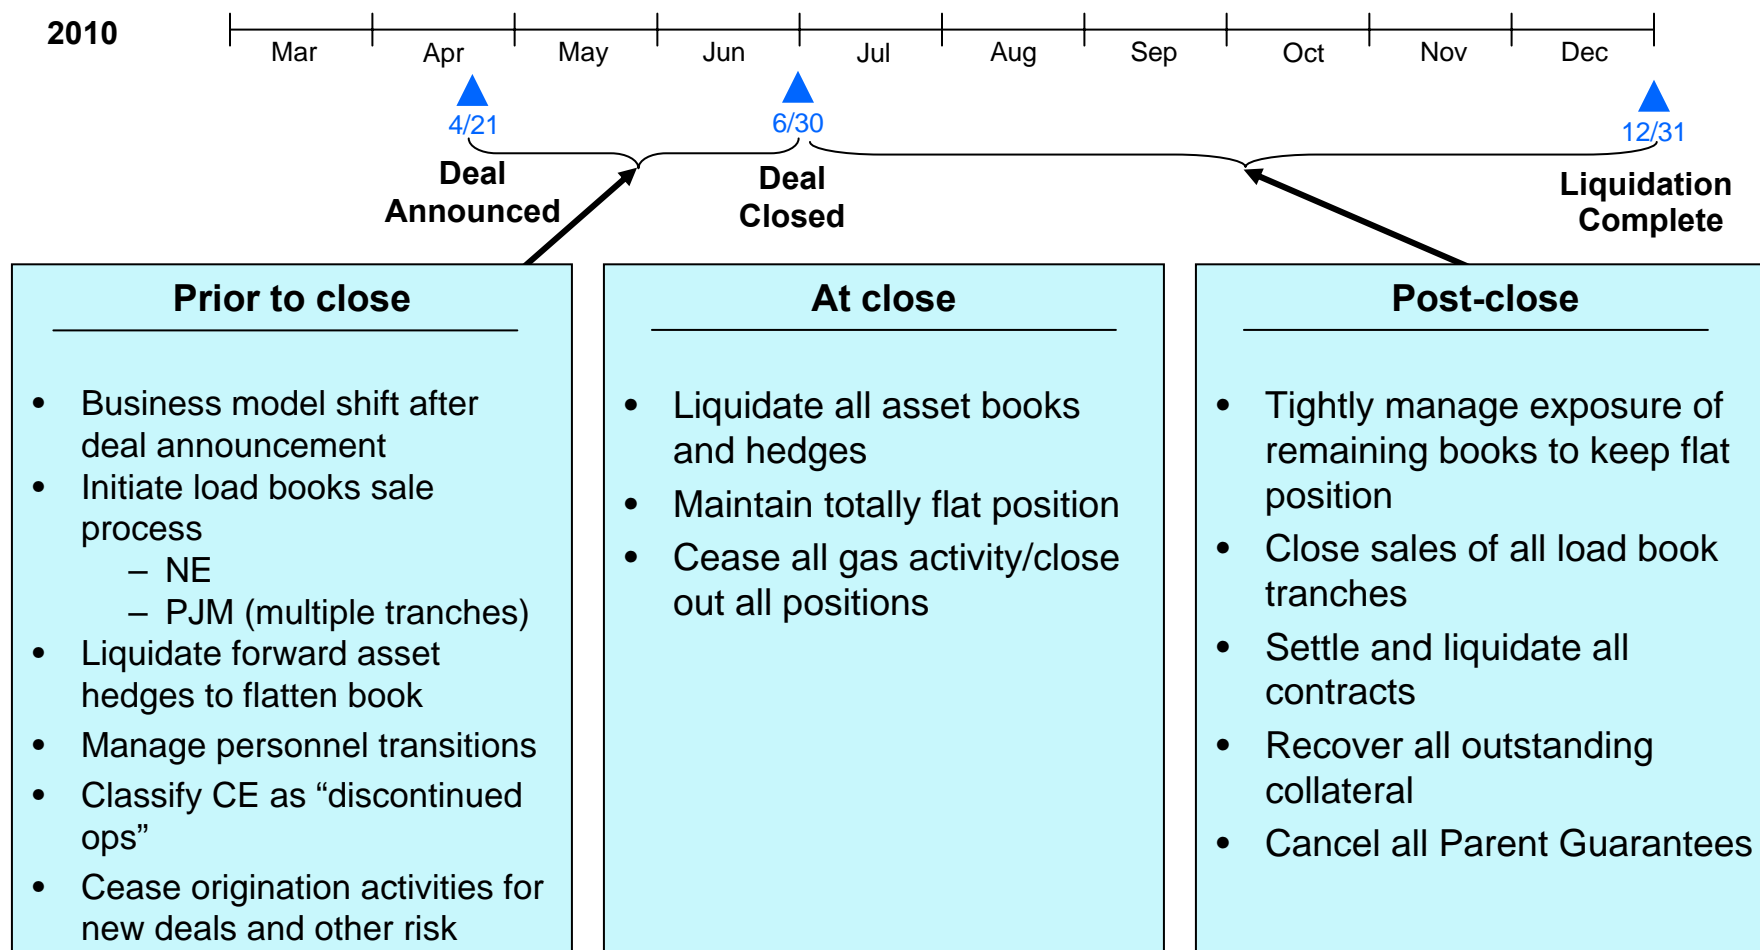 2010
Mar Apr May Jun Jul Aug Sep Oct Nov Dec
4/21 6/30 12/31
Deal
Announced
Deal
Closed
Liquidation
Complete
Prior to close
• Business model shift after
deal announcement
• Initiate load books sale
process
– NE
– PJM (multiple tranches)
• Liquidate forward asset
hedges to flatten book
• Manage personnel transitions
• Classify CE as “discontinued
ops”
• Cease origination activities for
new deals and other risk
At close
• Liquidate all asset books
and hedges
• Maintain totally flat position
• Cease all gas activity/close
out all positions
Post-close
• Tightly manage exposure of
remaining books to keep flat
position
• Close sales of all load book
tranches
• Settle and liquidate all
contracts
• Recover all outstanding
collateral
• Cancel all Parent Guarantees